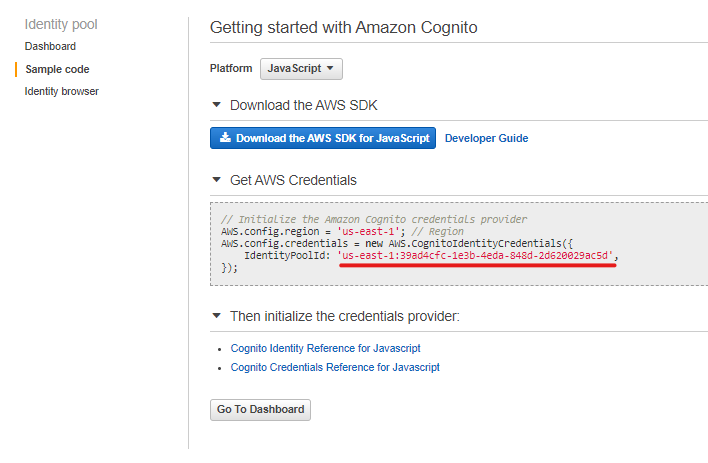 Identity pool
Dashboard
Sample code
Identity browser
Getting started with Amazon Cognito
Platform JavaScript
Download the AWS SDK
Download the AWS SDK for JavaScript Developer Guide
Get AWS Credentials
// Initialize the Amazon Cognito credentials provider
AWS.config.region = 'us-east-1'; // Region
AWS.config.credentials = new AWS.CognitoIdentityCredentials({
IdentityPoolId: 'us-east-1:39ad4cfc-1e3b-4eda-848d-2d620029ac5d',
});
Then initialize the credentials provider:
Cognito Identity Reference for Javascript
Cognito Credentials Reference for Javascript
Go To Dashboard